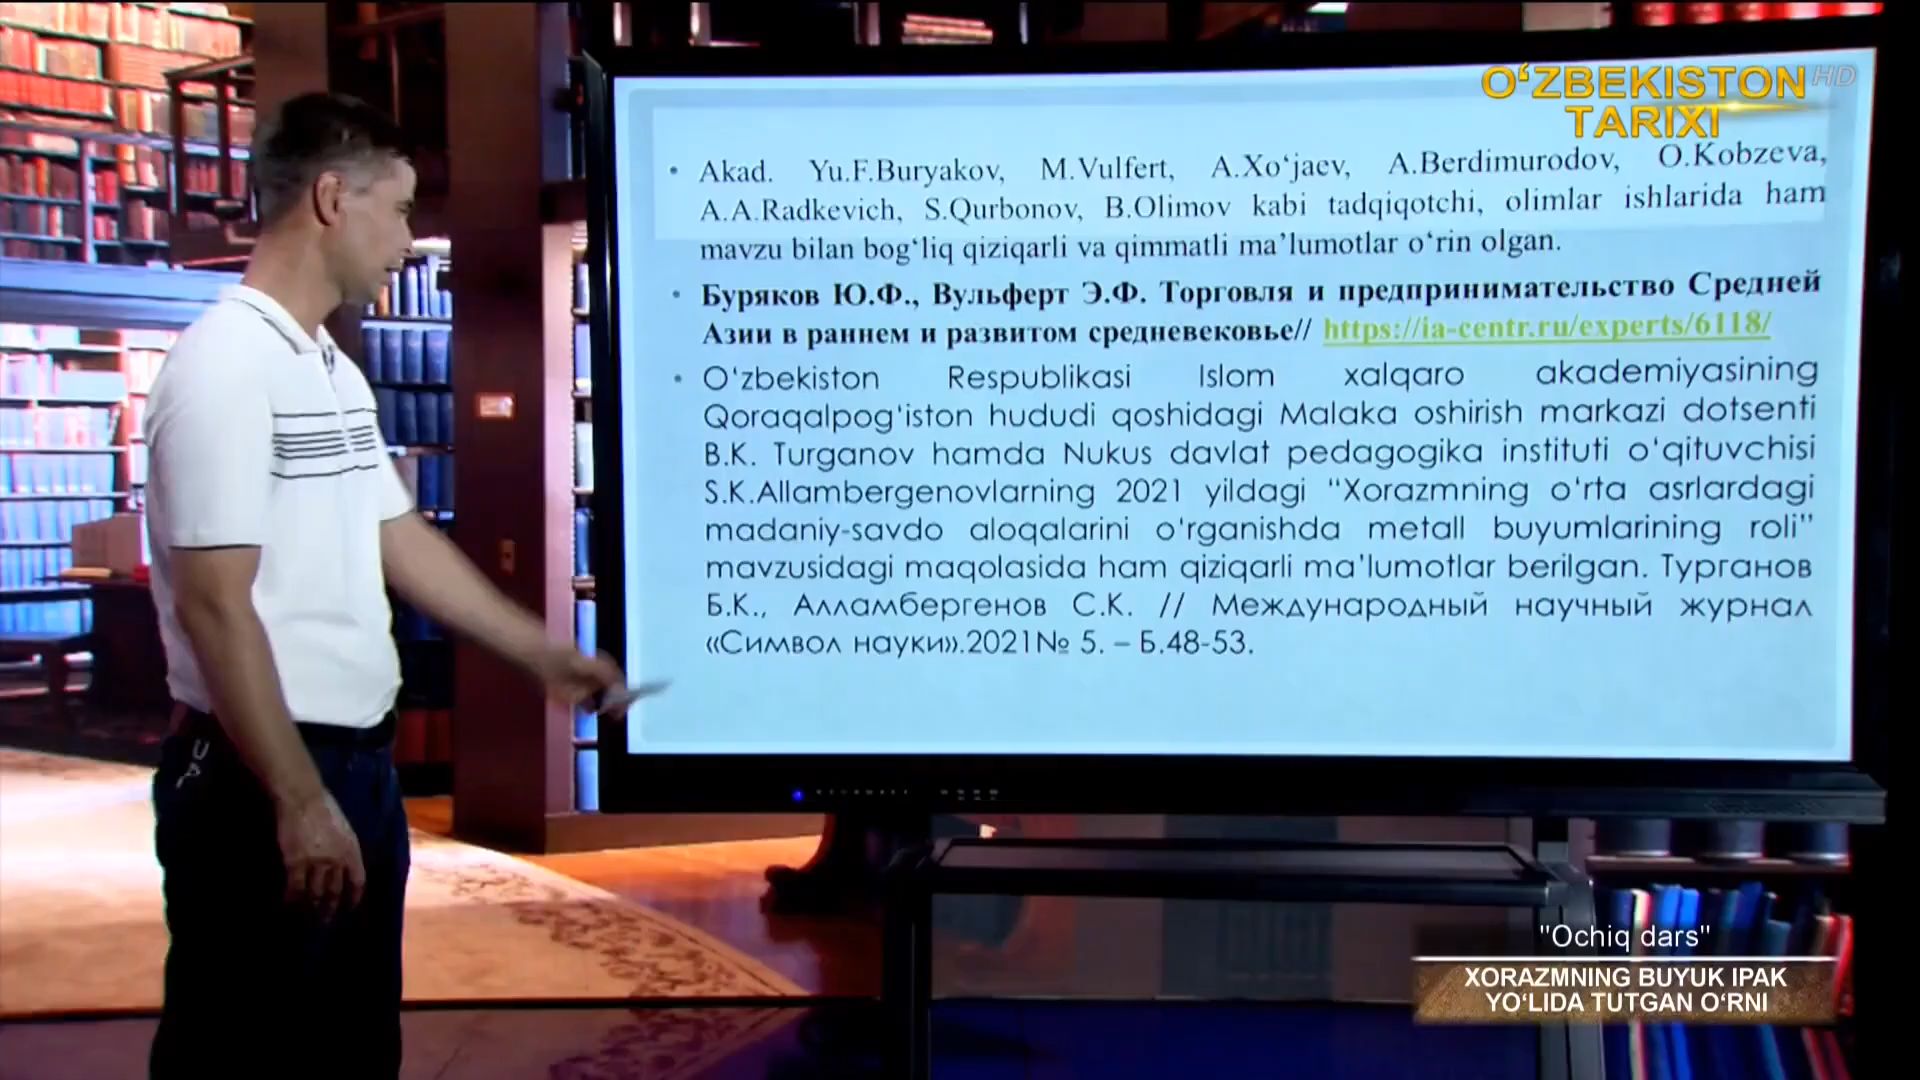 O‘ZBEKISTON HD
TARIXI
• Akad. Yu.F.Buryakov, M.Vulfert, A.Xo‘jaev, A.Berdimurodov, O.Kobzeva,
A.A.Radkevich, S.Qurbonov, B.Olimov kabi tadqiqotchi, olimlar ishlarida ham
mavzu bilan bog‘liq qiziqarli va qimmatli ma’lumotlar o‘rin olgan.
• Буряков Ю.Ф., Вульферт Э.Ф. Торговля и предпринимательство Средней
Азии в раннем и развитом средневековье// https://ia-centr.ru/experts/6118/
• O‘zbekiston Respublikasi Islom xalqaro akademiyasining
Qoraqalpog‘iston hududi qoshidagi Malaka oshirish markazi dotsenti
B.K. Turganov hamda Nukus davlat pedagogika instituti o‘qituvchisi
S.K.Allambergenovlarning 2021 yildagi “Xorazmning o‘rta asrlardagi
madaniy-savdo aloqalarini o‘rganishda metall buyumlarining roli”
mavzusidagi maqolasida ham qiziqarli ma’lumotlar berilgan. Турганов
Б.К., Алламбергенов С.К. // Международный научный журнал
«Символ науки».2021№ 5. – Б.48-53.
"Ochiq dars"
XORAZMNING BUYUK IPAK
YO‘LIDA TUTGAN O‘RNI